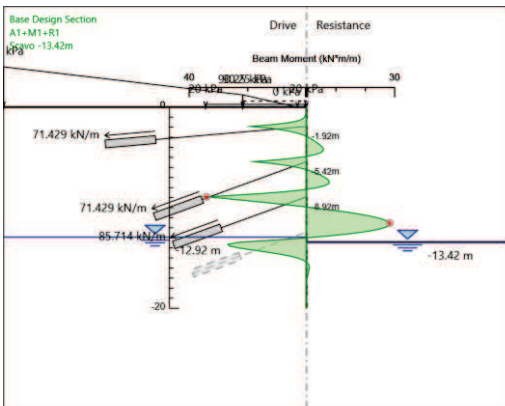 Base Design Section
A1+M1+R1
Scavo -13.42m
kPa
Drive Resistance
Beam Moment (kN*m/m)
40
30
20 kPa
0 kPa
20 kPa
0
71.429 kN/m
-1.92m
-5.42m
71.429 kN/m
8.92m
85.714 kN/m
-12.92 m
-13.42 m
-20